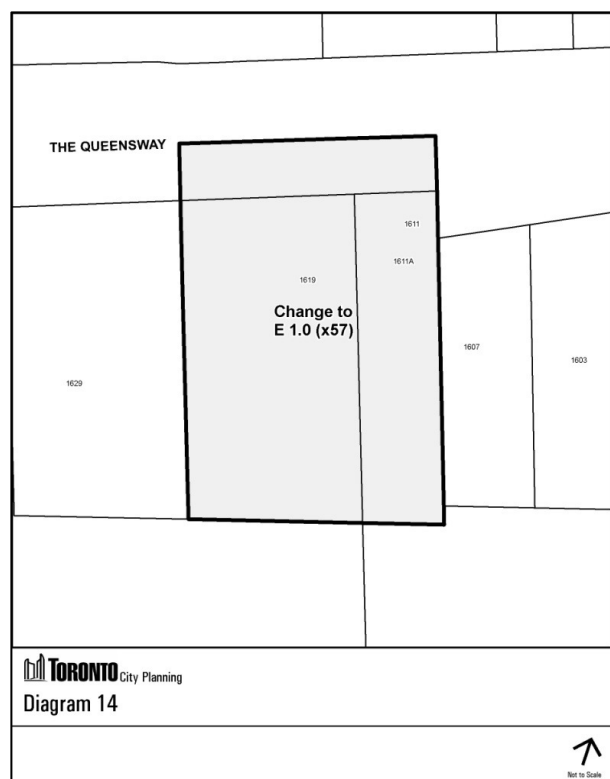 THE QUEENSWAY
1611
1611A
1619
Change to
E 1.0 (x57)
1607
1603
1629
TORONTO City Planning
Diagram 14
Not to Scale